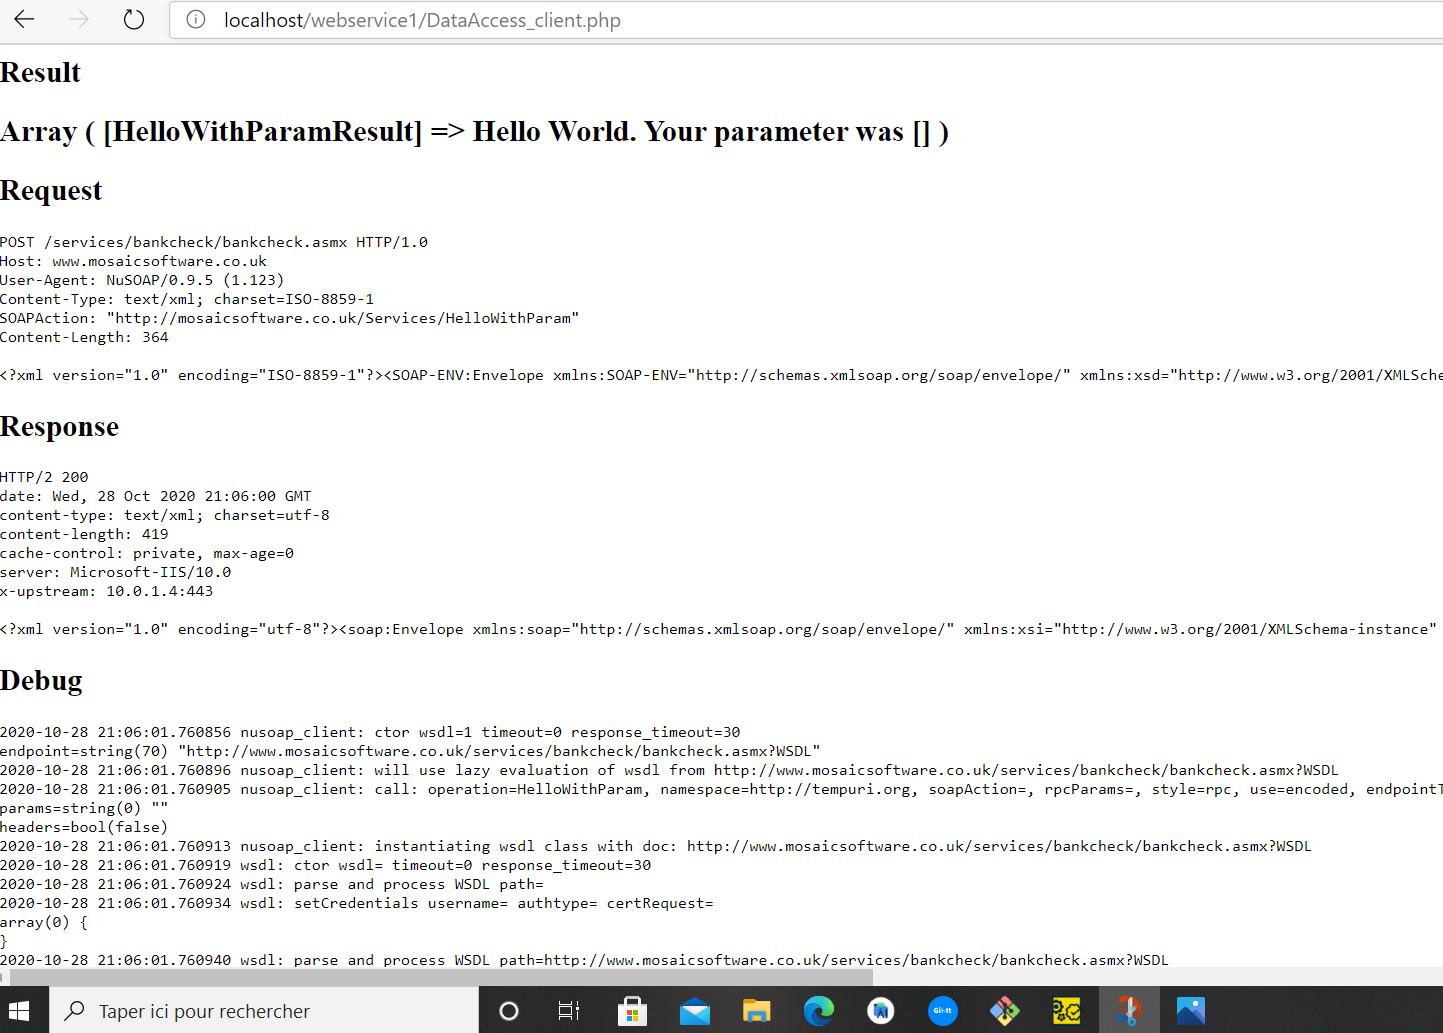 localhost/webservice1/DataAccess_client.php
Result
Array ( [HelloWithParamResult] => Hello World. Your parameter was [] )
Request
POST /services/bankcheck/bankcheck.asmx HTTP/1.0
Host: www.mosaicsoftware.co.uk
User-Agent: NuSOAP/0.9.5 (1.123)
Content-Type: text/xml; charset=ISO-8859-1
SOAPAction: "http://mosaicsoftware.co.uk/Services/HelloWithParam"
Content-Length: 364
<?xml version="1.0" encoding="ISO-8859-1"?><SOAP-ENV:Envelope xmlns:SOAP-ENV="http://schemas.xmlsoap.org/soap/envelope/" xmlns:xsd="http://www.w3.org/2001/XMLSche
Response
HTTP/2 200
date: Wed, 28 Oct 2020 21:06:00 GMT
content-type: text/xml; charset=utf-8
content-length: 419
cache-control: private, max-age=0
server: Microsoft-IIS/10.0
x-upstream: 10.0.1.4:443
<?xml version="1.0" encoding="utf-8"?><soap:Envelope xmlns:soap="http://schemas.xmlsoap.org/soap/envelope/" xmlns:xsi="http://www.w3.org/2001/XMLSchema-instance"
Debug
2020-10-28 21:06:01.760856 nusoap_client: ctor wsdl=1 timeout=0 response_timeout=30
endpoint=string(70) "http://www.mosaicsoftware.co.uk/services/bankcheck/bankcheck.asmx?WSDL"
2020-10-28 21:06:01.760896 nusoap_client: will use lazy evaluation of wsdl from http://www.mosaicsoftware.co.uk/services/bankcheck/bankcheck.asmx?WSDL
2020-10-28 21:06:01.760905 nusoap_client: call: operation=HelloWithParam, namespace=http://tempuri.org, soapAction=, rpcParams=, style=rpc, use=encoded, endpointT
params=string(0) ""
headers=bool(false)
2020-10-28 21:06:01.760913 nusoap_client: instantiating wsdl class with doc: http://www.mosaicsoftware.co.uk/services/bankcheck/bankcheck.asmx?WSDL
2020-10-28 21:06:01.760919 wsdl: ctor wsdl= timeout=0 response_timeout=30
2020-10-28 21:06:01.760924 wsdl: parse and process WSDL path=
2020-10-28 21:06:01.760934 wsdl: setCredentials username= authtype= certRequest=
array(0) {
}
2020-10-28 21:06:01.760940 wsdl: parse and process WSDL path=http://www.mosaicsoftware.co.uk/services/bankcheck/bankcheck.asmx?WSDL
Taper ici pour rechercher
Gi-It